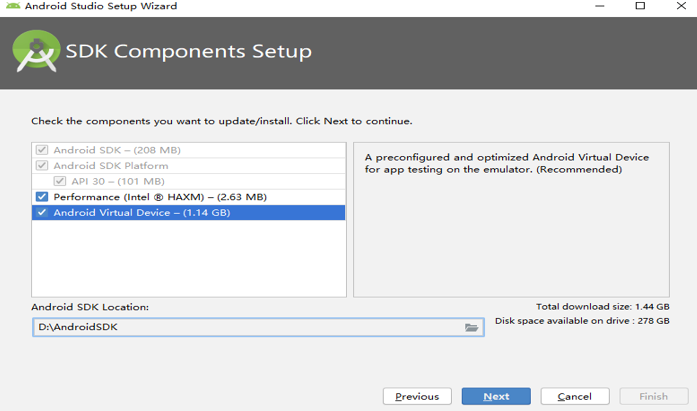 Android Studio Setup Wizard
SDK Components Setup
Check the components you want to update/install. Click Next to continue.
Android SDK – (208 MB)
Android SDK Platform
API 30 – (101 MB)
Performance (Intel ® HAXM) – (2.63 MB)
Android Virtual Device – (1.14 GB)
A preconfigured and optimized Android Virtual Device
for app testing on the emulator. (Recommended)
Android SDK Location:
D:\AndroidSDK
Total download size: 1.44 GB
Disk space available on drive : 278 GB
Previous
Next
Cancel
Finish